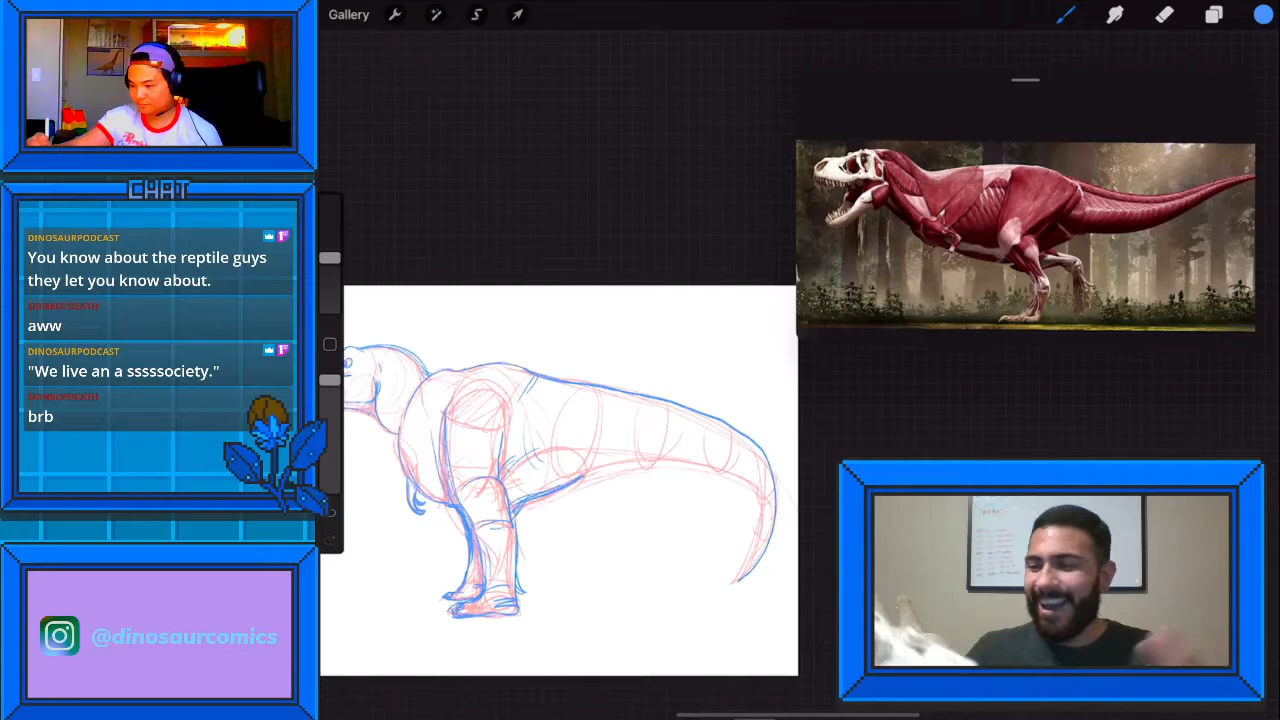 Gallery
CHAT
DINOSAURPODCAST
You know about the reptile guys
they let you know about.
aww
DINOSAURPODCAST
"We live an a sssssociety."
brb
@dinosaurcomics